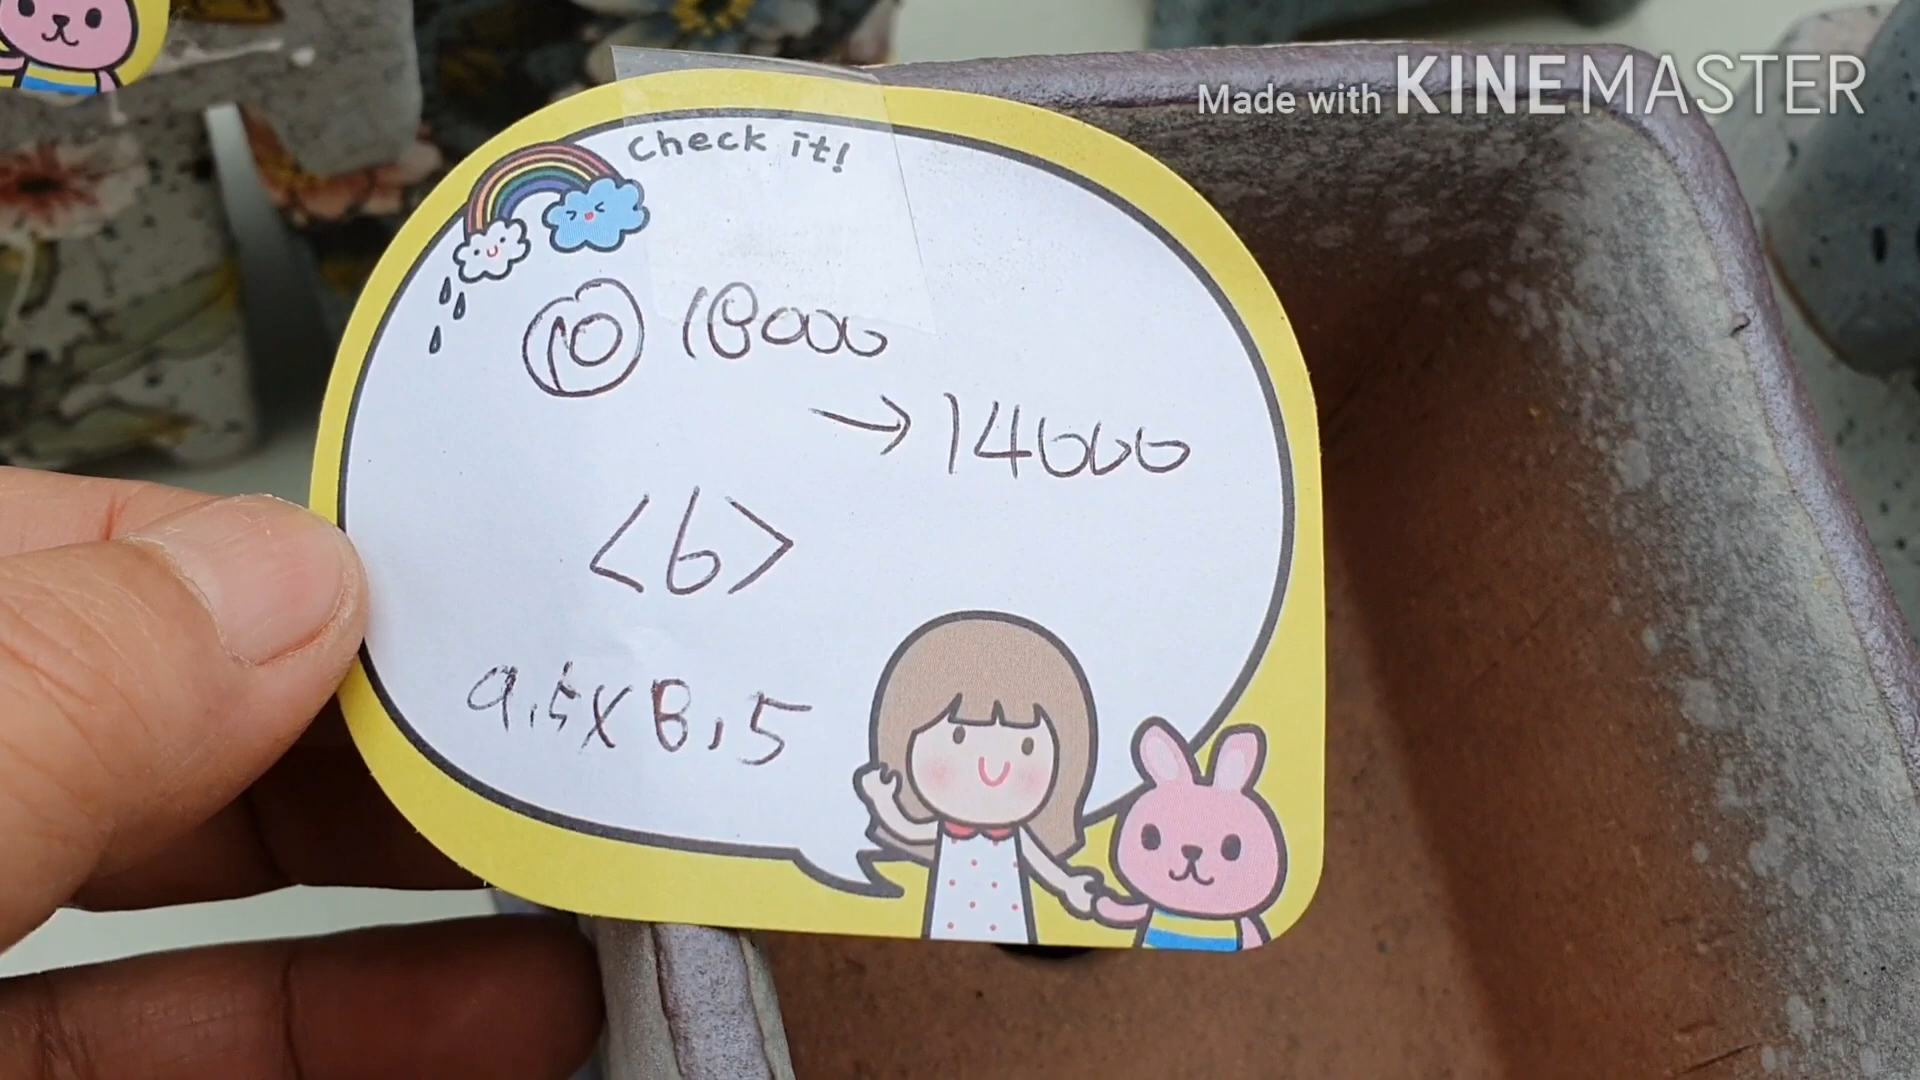 Made with KINEMASTER
Check it!
⑩ 18000
→ 14000
<6>
9.5x8.5